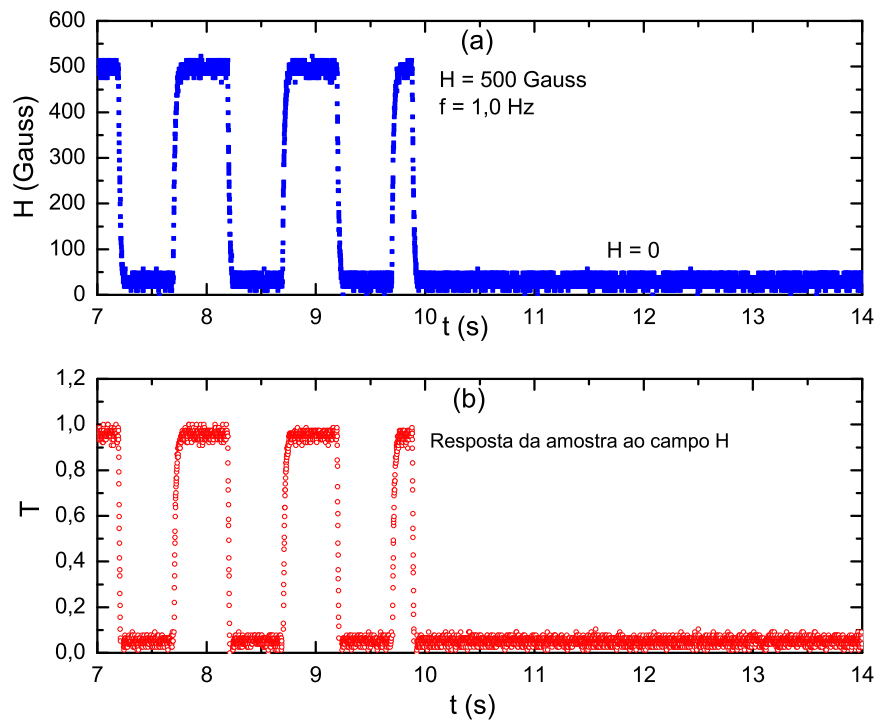 (a)
H = 500 Gauss
f = 1,0 Hz
H = 0
H (Gauss)
600
500
400
300
200
100
0
7 8 9 10 11 12 13 14
t (s)
(b)
Resposta da amostra ao campo H
T
1,2
1,0
0,8
0,6
0,4
0,2
0,0
7 8 9 10 11 12 13 14
t (s)